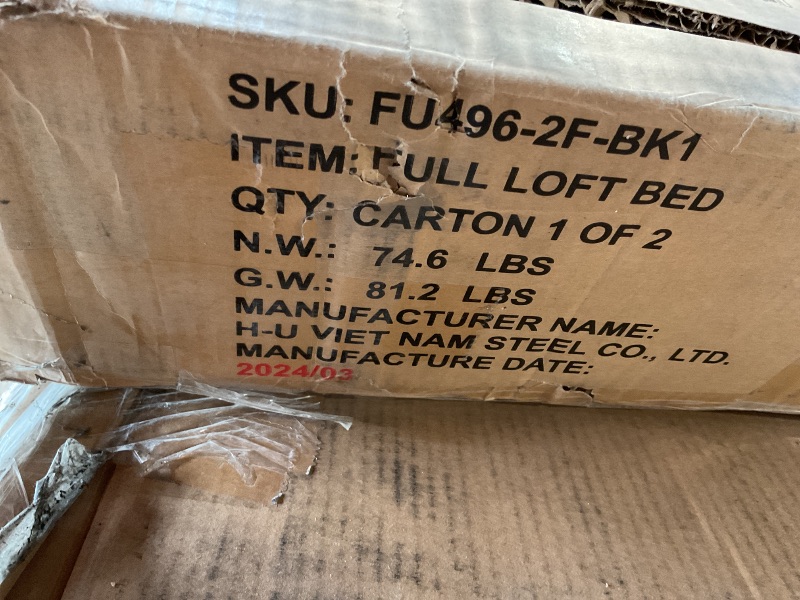 SKU: FU496-2F-BK1
ITEM: FULL LOFT BED
QTY: CARTON 1 OF 2
N.W.: 74.6 LBS
G.W.: 81.2 LBS
MANUFACTURER NAME:
H-U VIET NAM STEEL CO., LTD.
MANUFACTURE DATE:
2024/03